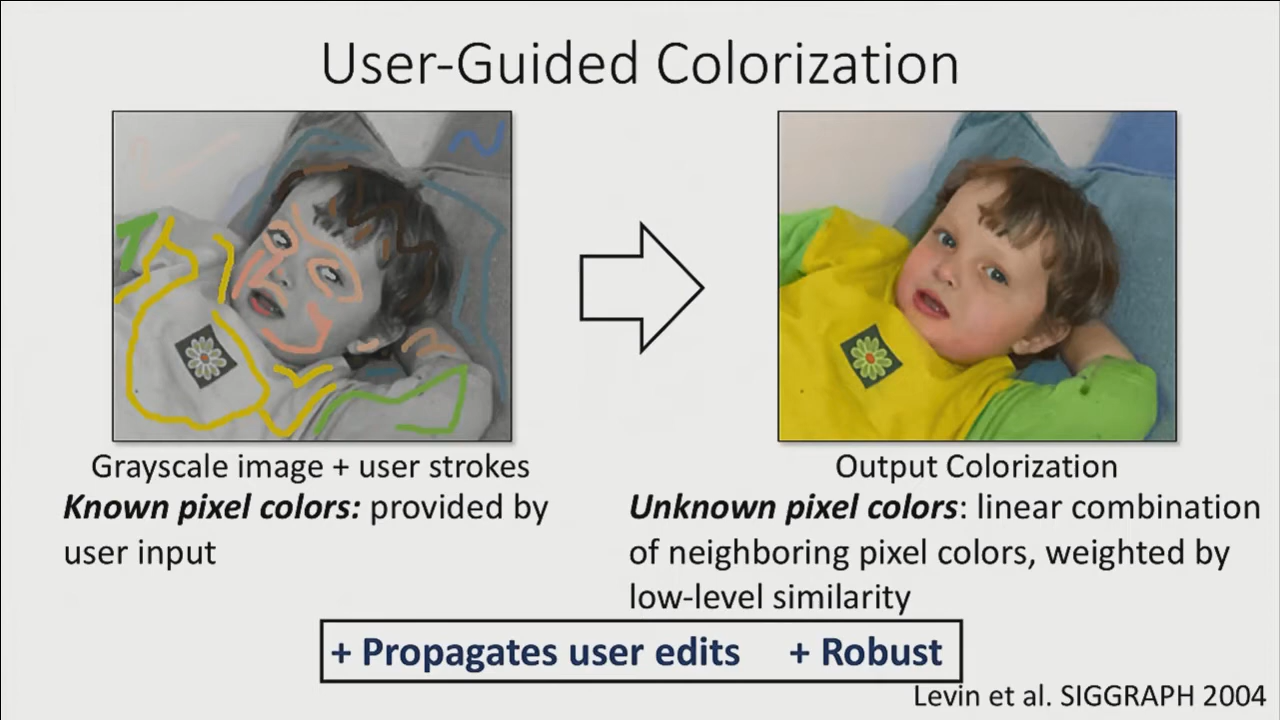 User-Guided Colorization
Grayscale image + user strokes
Known pixel colors: provided by
user input
Output Colorization
Unknown pixel colors: linear combination
of neighboring pixel colors, weighted by
low-level similarity
+ Propagates user edits + Robust
Levin et al. SIGGRAPH 2004